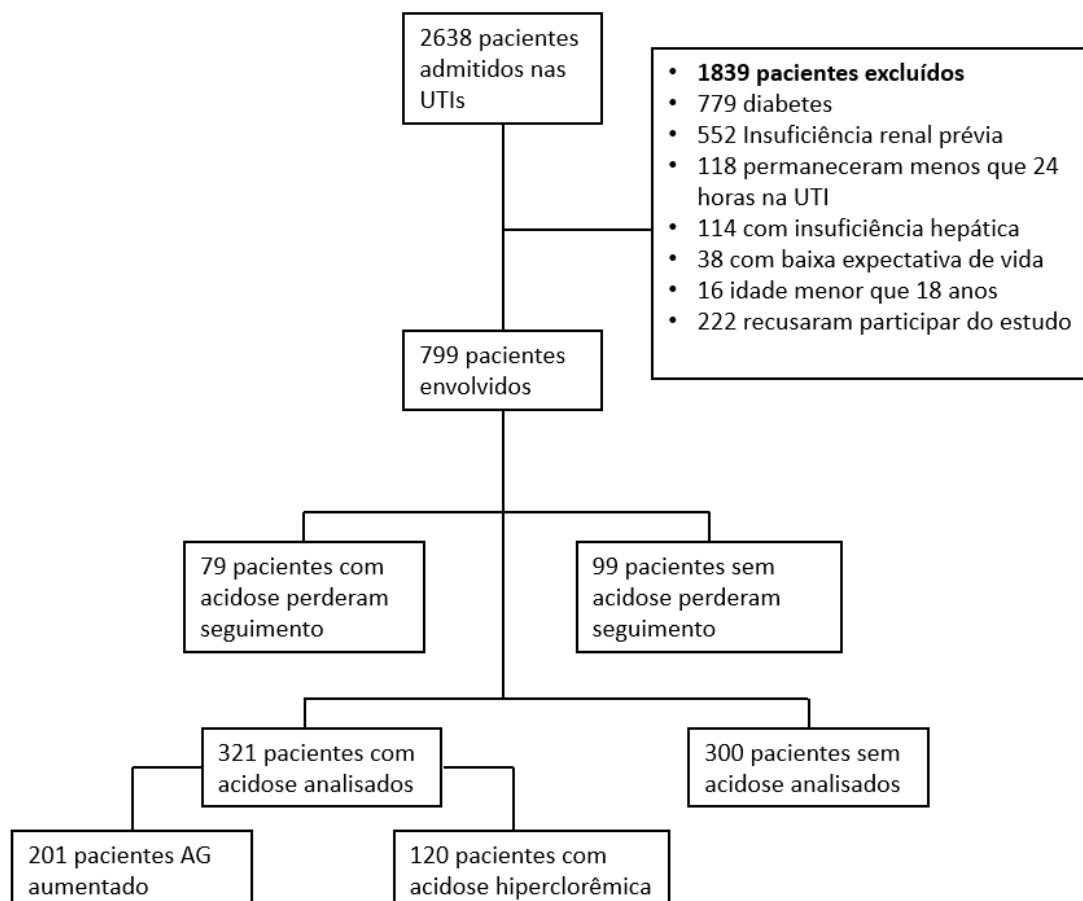 2638 pacientes
admitidos nas
UTIs
• 1839 pacientes excluídos
• 779 diabetes
• 552 Insuficiência renal prévia
• 118 permaneceram menos que 24
horas na UTI
• 114 com insuficiência hepática
• 38 com baixa expectativa de vida
• 16 idade menor que 18 anos
• 222 recusaram participar do estudo
799 pacientes
envolvidos
79 pacientes com
acidose perderam
seguimento
99 pacientes sem
acidose perderam
seguimento
321 pacientes com
acidose analisados
300 pacientes sem
acidose analisados
201 pacientes AG
aumentado
120 pacientes com
acidose hiperclorêmica